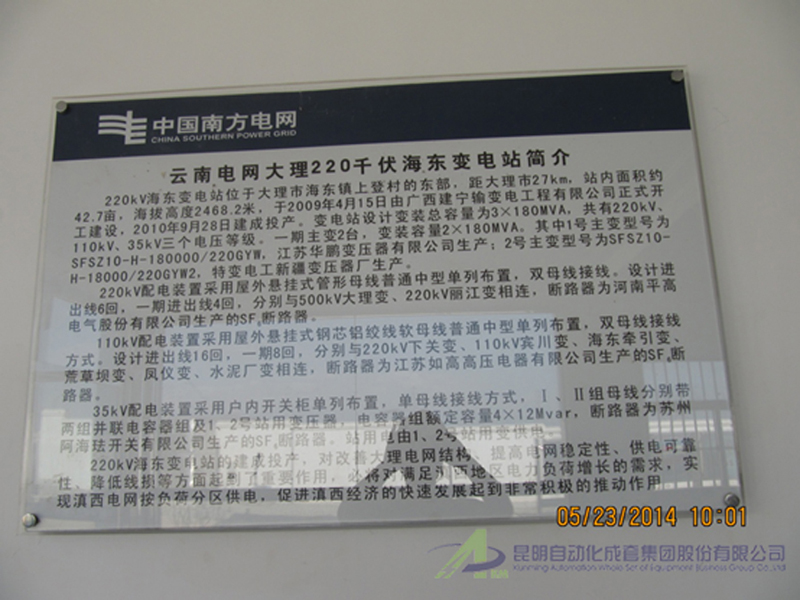 中国南方电网
CHINA SOUTHERN POWER GRID
云南电网大理220千伏海东变电站简介
220kV海东变电站位于大理市海东镇上登村的东部，距大理市27km，站内面积约
42.7亩，海拔高度2468.2米，于2009年4月15日由广西建宁输变电工程有限公司正式开
工建设，2010年9月28日建成投产。变电站设计变装总容量为3×180MVA，共有220kV、
110kV、35kV三个电压等级。一期主变2台，变装容量2×180MVA。其中1号主变型号为
SFSZ10-H-180000/220GYW，江苏华鹏变压器有限公司生产；2号主变型号为SFSZ10-
H-18000/220GYW2，特变电工新疆变压器厂生产。
220kV配电装置采用屋外悬挂式管形母线普通中型单列布置，双母线接线。设计进
出线6回，一期进出线4回，分别与500kV大理变、220kV丽江变相连，断路器为河南平高
电气股份有限公司生产的SF₆断路器。
110kV配电装置采用屋外悬挂式钢芯铝绞线软母线普通中型单列布置，双母线接线
方式。设计进出线16回，一期8回，分别与220kV下关变、110kV宾川变、海东牵引变、
荒草坝变、凤仪变、水泥厂变相连，断路器为江苏如高高压电器有限公司生产的SF₆断
路器。
35kV配电装置采用户内开关柜单列布置，单母线接线方式，Ⅰ、Ⅱ组母线分别带
两组并联电容器组及1、2号站用变压器，电容器组额定容量4×12Mvar，断路器为苏州
阿海珐开关有限公司生产的SF₆断路器。站用电由1、2号站用变供电。
220kV海东变电站的建成投产，对改善大理电网结构、提高电网稳定性、供电可靠
性、降低线损等方面起到了重要作用，必将对满足滇西地区电力负荷增长的需求，实
现滇西电网按负荷分区供电，促进滇西经济的快速发展起到非常积极的推动作用。
05/23/2014 10:01
昆明自动化成套集团股份有限公司
Kunming Automation Whole Set of Equipment Business Group Co.,Ltd